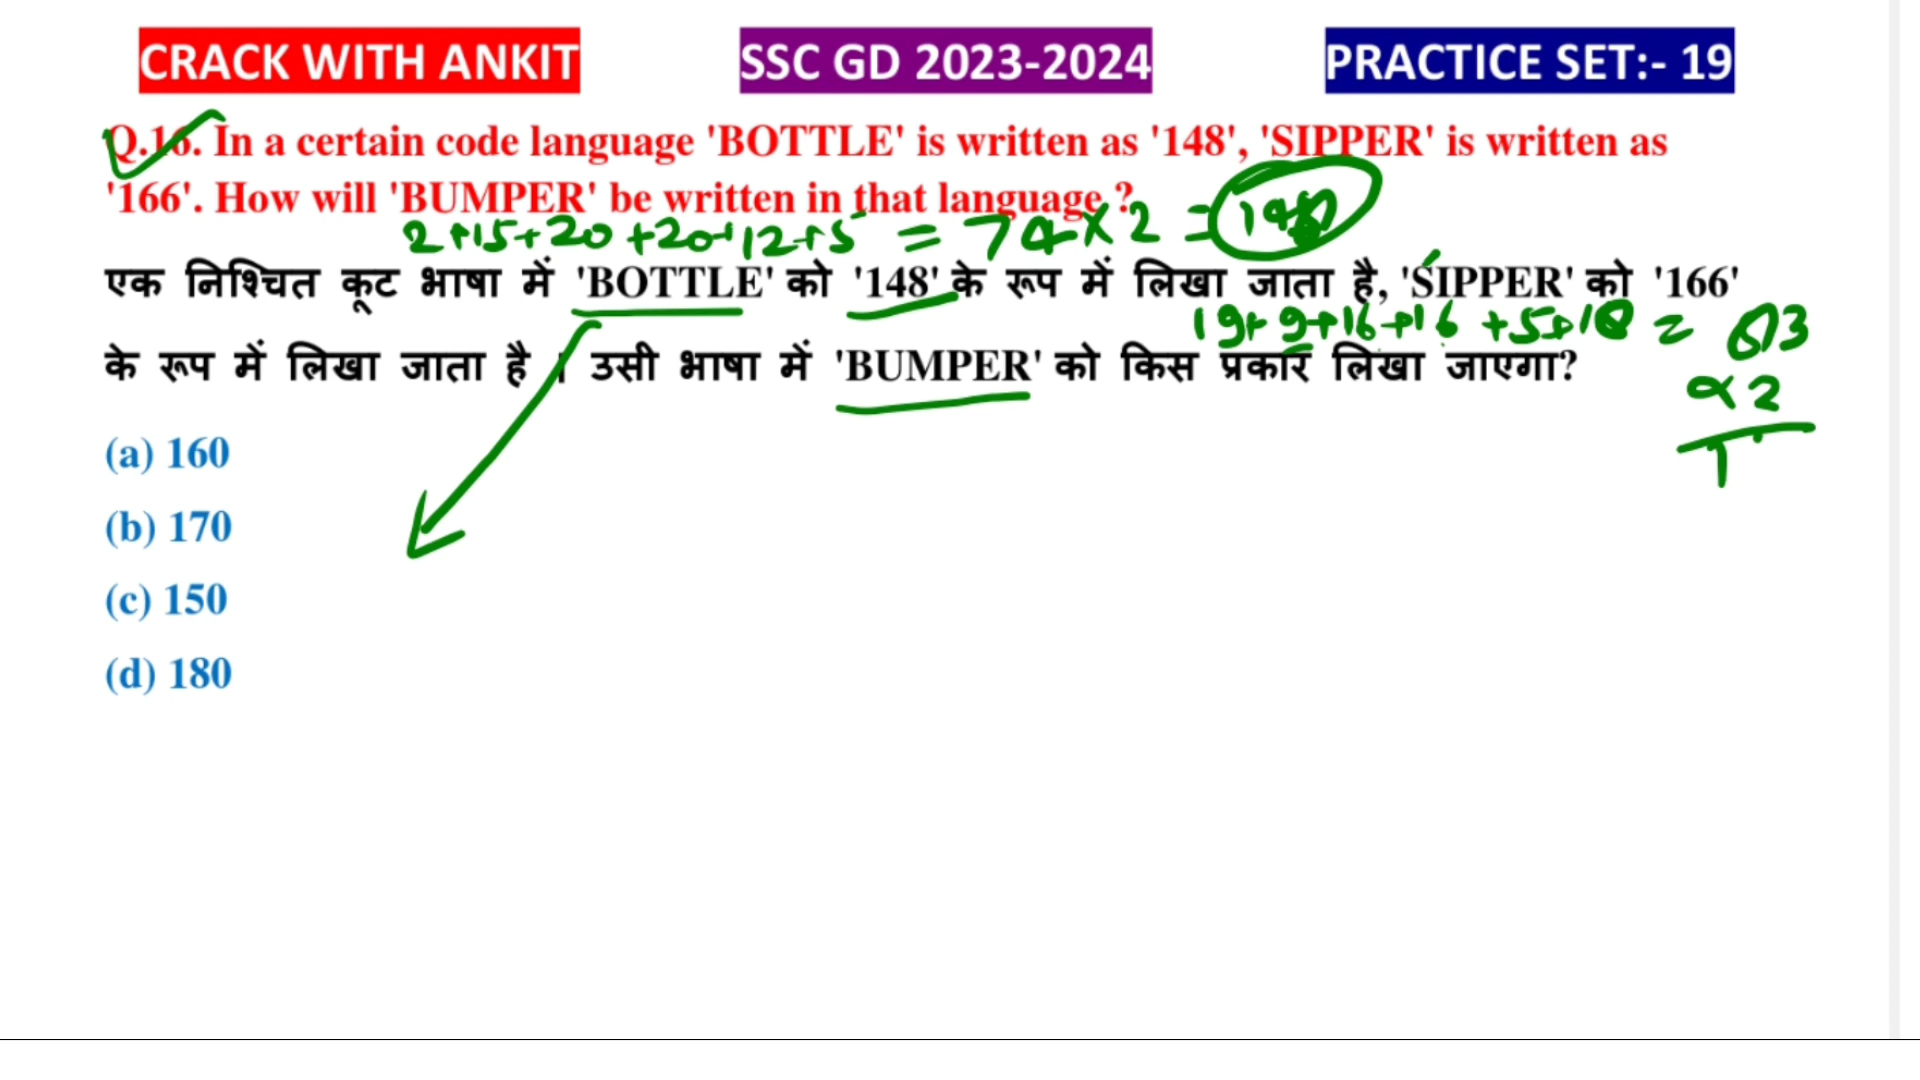 CRACK WITH ANKIT SSC GD 2023-2024 PRACTICE SET:- 19
Q.16. In a certain code language 'BOTTLE' is written as '148', 'SIPPER' is written as
'166'. How will 'BUMPER' be written in that language ?
2+15+20+20+12+5 = 74×2 = 148
एक निश्चित कूट भाषा में 'BOTTLE' को '148' के रूप में लिखा जाता है, 'SIPPER' को '166'
19+9+16+16+5+18 = 83
के रूप में लिखा जाता है । उसी भाषा में 'BUMPER' को किस प्रकार लिखा जाएगा?
×2
1
(a) 160
(b) 170
(c) 150
(d) 180